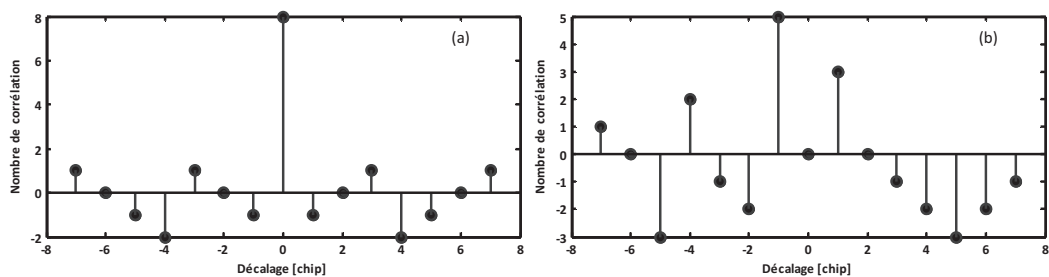 (a)
Nombre de corrélation
8
6
4
2
0
-2
-8 -6 -4 -2 0 2 4 6 8
Décalage [chip]
(b)
Nombre de corrélation
5
4
3
2
1
0
-1
-2
-3
-8 -6 -4 -2 0 2 4 6 8
Décalage [chip]